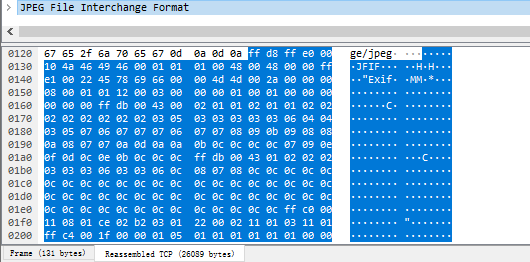 JPEG File Interchange Format
0120 67 65 2f 6a 70 65 67 0d 0a 0d 0a ff d8 ff e0 00 ge/jpeg· ········
0130 10 4a 46 49 46 00 01 01 01 00 48 00 48 00 00 ff ·JFIF··· ··H·H···
0140 e1 00 22 45 78 69 66 00 00 4d 4d 00 2a 00 00 00 ··"Exif· ·MM·*···
0150 08 00 01 01 12 00 03 00 00 00 01 00 01 00 00 00 ········ ········
0160 00 00 00 ff db 00 43 00 02 01 01 02 01 01 02 02 ······C· ········
0170 02 02 02 02 02 02 03 05 03 03 03 03 03 06 04 04 ········ ········
0180 03 05 07 06 07 07 07 06 07 07 08 09 0b 09 08 08 ········ ········
0190 0a 08 07 07 0a 0d 0a 0a 0b 0c 0c 0c 0c 07 09 0e ········ ········
01a0 0f 0d 0c 0e 0b 0c 0c 0c ff db 00 43 01 02 02 02 ········ ···C····
01b0 03 03 03 06 03 03 06 0c 08 07 08 0c 0c 0c 0c 0c ········ ········
01c0 0c 0c 0c 0c 0c 0c 0c 0c 0c 0c 0c 0c 0c 0c 0c 0c ········ ········
01d0 0c 0c 0c 0c 0c 0c 0c 0c 0c 0c 0c 0c 0c 0c 0c 0c ········ ········
01e0 0c 0c 0c 0c 0c 0c 0c 0c 0c 0c 0c 0c 0c ff c0 00 ········ ········
01f0 11 08 01 ce 02 b2 03 01 22 00 02 11 01 03 11 01 ········ "·······
0200 ff c4 00 1f 00 00 01 05 01 01 01 01 01 01 00 00 ········ ········
Frame (131 bytes) Reassembled TCP (26089 bytes)